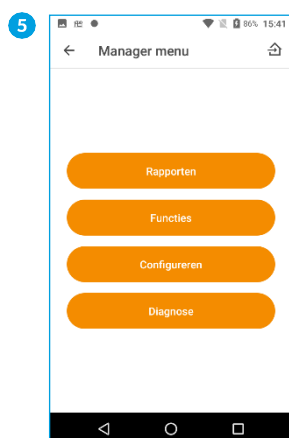 5
86% 15:41
Manager menu
Rapporten
Functies
Configureren
Diagnose